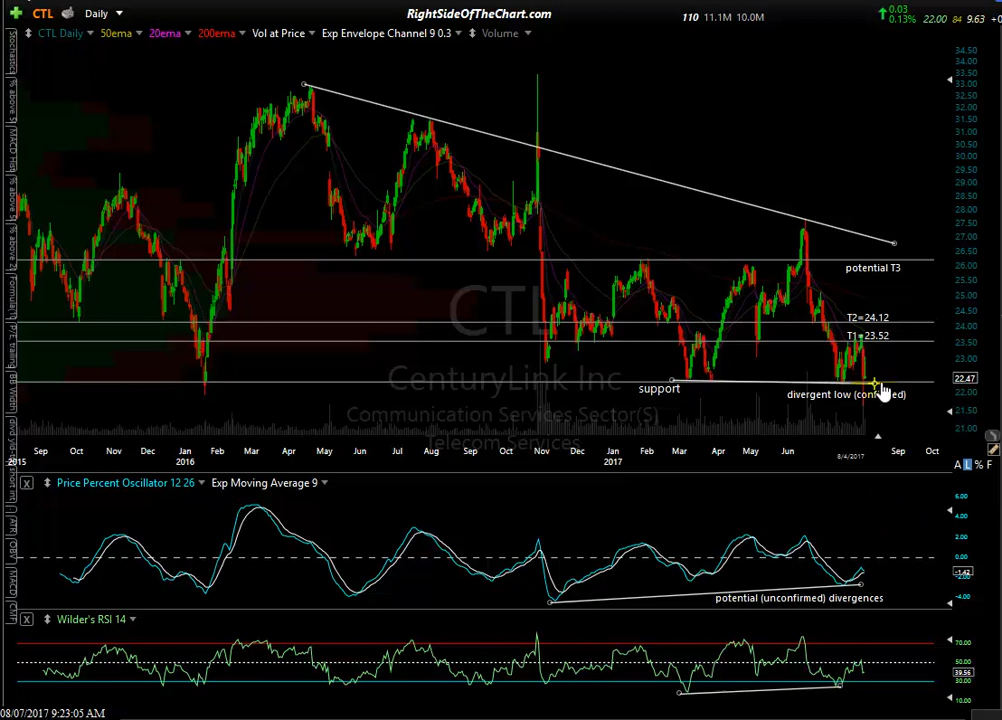 CTL Daily RightSideOfTheChart.com 110 11.1M 10.0M 0.03 0.13% 22.00 84 9.63
CTL Daily 50ema 20ema 200ema Vol at Price Exp Envelope Channel 9 0.3 Volume
34.50
34.00
33.50
33.00
32.50
32.00
31.50
31.00
30.50
30.00
29.50
29.00
28.50
28.00
27.50
27.00
26.50
26.00
25.50
25.00
24.50
24.00
23.50
23.00
22.47
22.00
21.50
21.00
potential T3
T2=24.12
T1=23.52
CTL
CenturyLink Inc
Communication Services Sector(S)
Telecom Services
support
divergent low
Sep Oct Nov Dec Jan Feb Mar Apr May Jun Jul Aug Sep Oct Nov Dec Jan Feb Mar Apr May Jun Sep Oct
2015 2016 2017 8/4/2017
A L % F
X Price Percent Oscillator 12 26 Exp Moving Average 9
6.00
4.00
2.00
0.00
-1.42
-2.00
-4.00
potential (unconfirmed) divergences
X Wilder's RSI 14
70.00
50.00
39.56
30.00
10.00
08/07/2017 9:23:05 AM